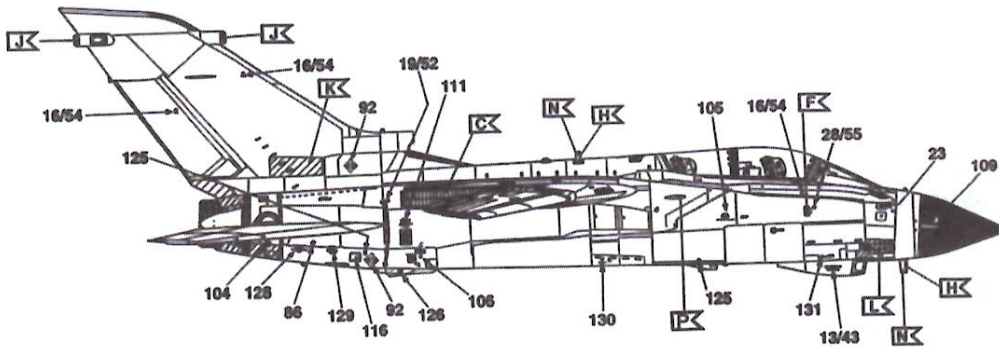 J J
19/52
16/54 111
K 92 N H 105 16/54 F
C 28/55
16/54 23 109
125
104 128 86 129 116 92 126 106 130 P 125 131 13/43 L H N